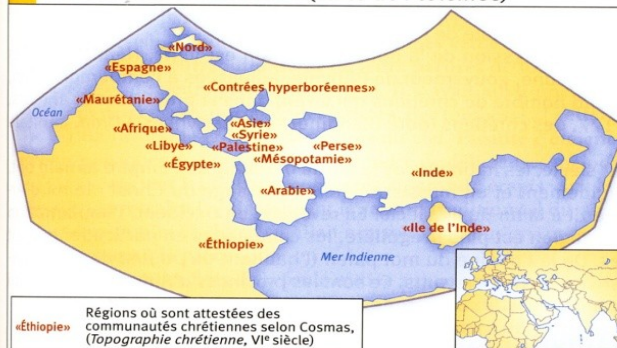 «Nord»
«Espagne»
«Contrées hyperboréennes»
«Maurétanie»
Océan
«Afrique»
«Asie»
«Syrie»
«Libye»
«Palestine»
«Perse»
«Égypte»
«Mésopotamie»
«Inde»
«Arabie»
«Ile de l'Inde»
«Éthiopie»
Mer Indienne
«Éthiopie»
Régions où sont attestées des
communautés chrétiennes selon Cosmas,
(Topographie chrétienne, VIe siècle)